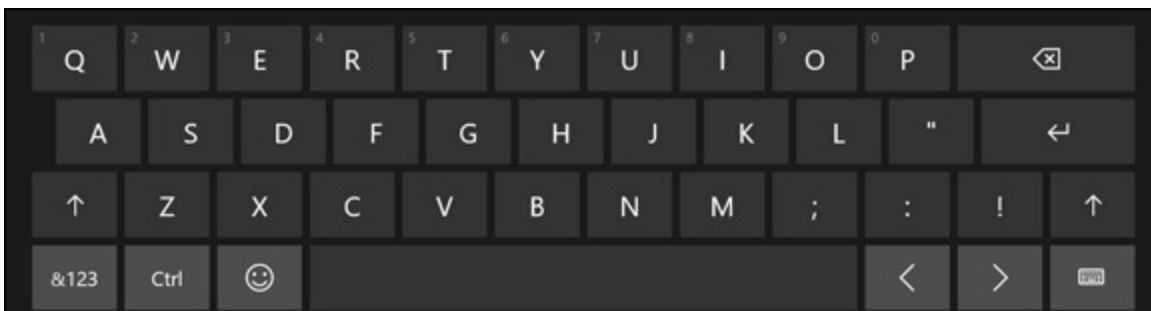 1 Q 2 W 3 E 4 R 5 T 6 Y 7 U 8 I 9 O 0 P
A S D F G H J K L "
Z X C V B N M ; : !
&123 Ctrl